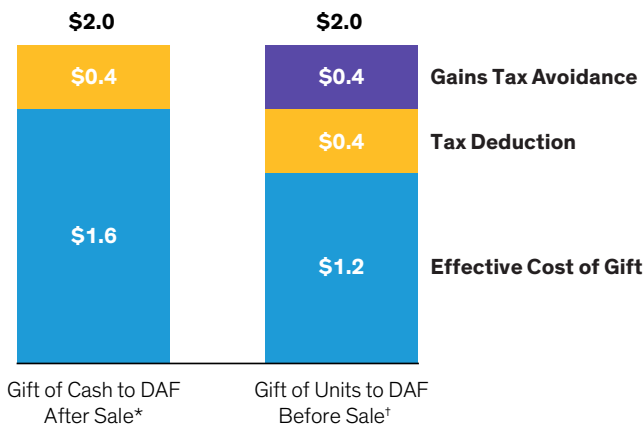 $2.0
$2.0
$0.4
$0.4
Gains Tax Avoidance
$0.4
Tax Deduction
$1.6
$1.2
Effective Cost of Gift
Gift of Cash to DAF
After Sale*
Gift of Units to DAF
Before Sale†